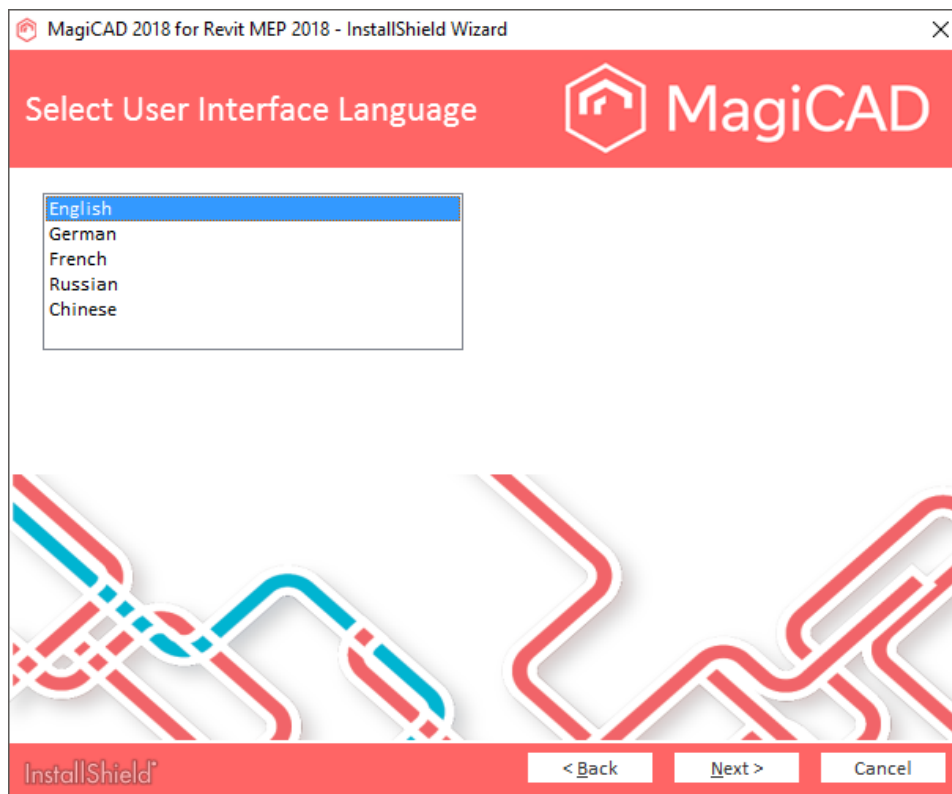 MagiCAD 2018 for Revit MEP 2018 - InstallShield Wizard
Select User Interface Language
MagiCAD
English
German
French
Russian
Chinese
InstallShield
< Back
Next >
Cancel